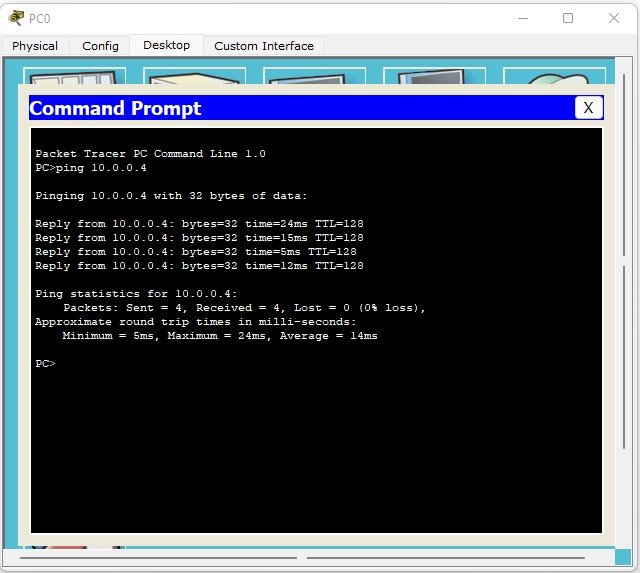 PC0
Physical Config Desktop Custom Interface
Command Prompt X
Packet Tracer PC Command Line 1.0
PC>ping 10.0.0.4
Pinging 10.0.0.4 with 32 bytes of data:
Reply from 10.0.0.4: bytes=32 time=24ms TTL=128
Reply from 10.0.0.4: bytes=32 time=15ms TTL=128
Reply from 10.0.0.4: bytes=32 time=5ms TTL=128
Reply from 10.0.0.4: bytes=32 time=12ms TTL=128
Ping statistics for 10.0.0.4:
Packets: Sent = 4, Received = 4, Lost = 0 (0% loss),
Approximate round trip times in milli-seconds:
Minimum = 5ms, Maximum = 24ms, Average = 14ms
PC>